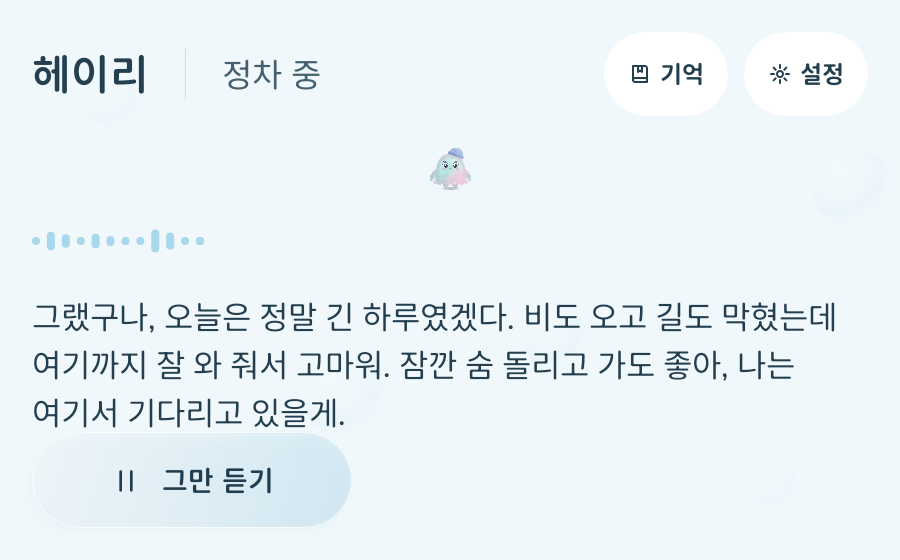 헤이리
정차 중
기억
설정
그랬구나, 오늘은 정말 긴 하루였겠다. 비도 오고 길도 막혔는데
여기까지 잘 와 줘서 고마워. 잠깐 숨 돌리고 가도 좋아, 나는
여기서 기다리고 있을게.
그만 듣기